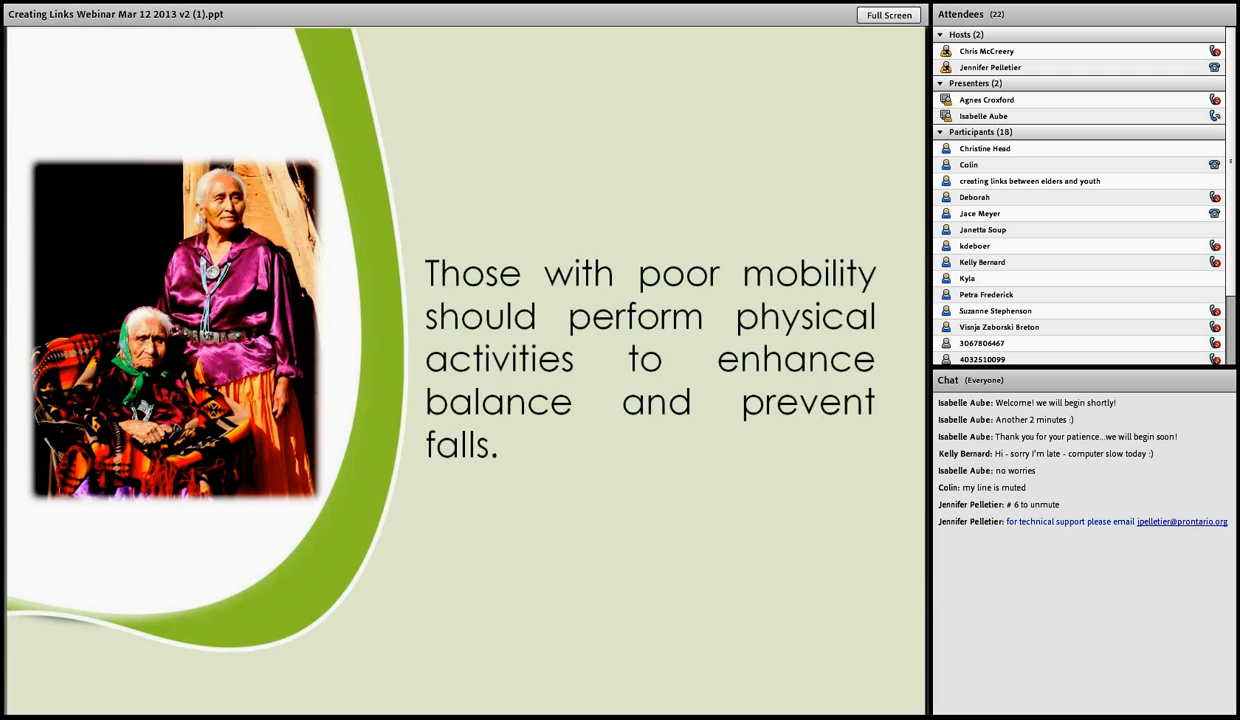 Creating Links Webinar Mar 12 2013 v2 (1).ppt
Full Screen
Those with poor mobility
should perform physical
activities to enhance
balance and prevent
falls.
Attendees (22)
Hosts (2)
Chris McCreery
Jennifer Pelletier
Presenters (2)
Agnes Croxford
Isabelle Aube
Participants (18)
Christine Head
Colin
creating links between elders and youth
Deborah
Jace Meyer
Janetta Soup
kdeboer
Kelly Bernard
Kyla
Petra Frederick
Suzanne Stephenson
Visnja Zaborski Breton
3067806467
4032510099
Chat (Everyone)
Isabelle Aube: Welcome! we will begin shortly!
Isabelle Aube: Another 2 minutes :)
Isabelle Aube: Thank you for your patience...we will begin soon!
Kelly Bernard: Hi - sorry I'm late - computer slow today :)
Isabelle Aube: no worries
Colin: my line is muted
Jennifer Pelletier: # 6 to unmute
Jennifer Pelletier: for technical support please email jpelletier@prontario.org